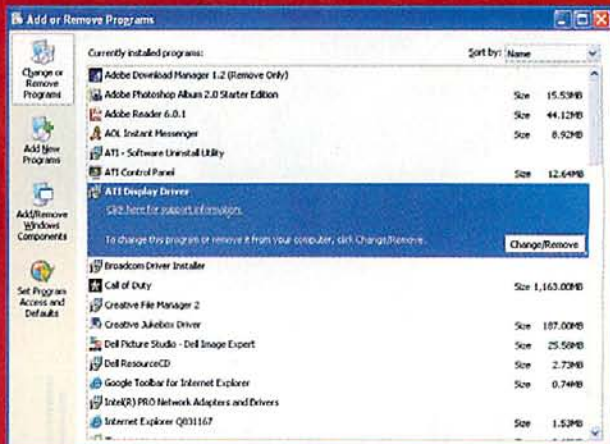 Add or Remove Programs
Change or
Remove
Programs
Add New
Programs
Add/Remove
Windows
Components
Set Program
Access and
Defaults
Currently installed programs:
Sort by: Name
Adobe Download Manager 1.2 (Remove Only)
Adobe Photoshop Album 2.0 Starter Edition Size 15.53MB
Adobe Reader 6.0.1 Size 44.12MB
AOL Instant Messenger Size 8.92MB
ATI - Software Uninstall Utility
ATI Control Panel Size 12.64MB
ATI Display Driver
Click here for support information.
To change this program or remove it from your computer, click Change/Remove.
Change/Remove
Broadcom Driver Installer
Call of Duty Size 1,163.00MB
Creative File Manager 2
Creative Jukebox Driver Size 187.00MB
Dell Picture Studio - Dell Image Expert Size 25.58MB
Dell ResourceCD Size 2.73MB
Google Toolbar for Internet Explorer Size 0.74MB
Intel(R) PRO Network Adapters and Drivers
Internet Explorer Q831167 Size 1.53MB